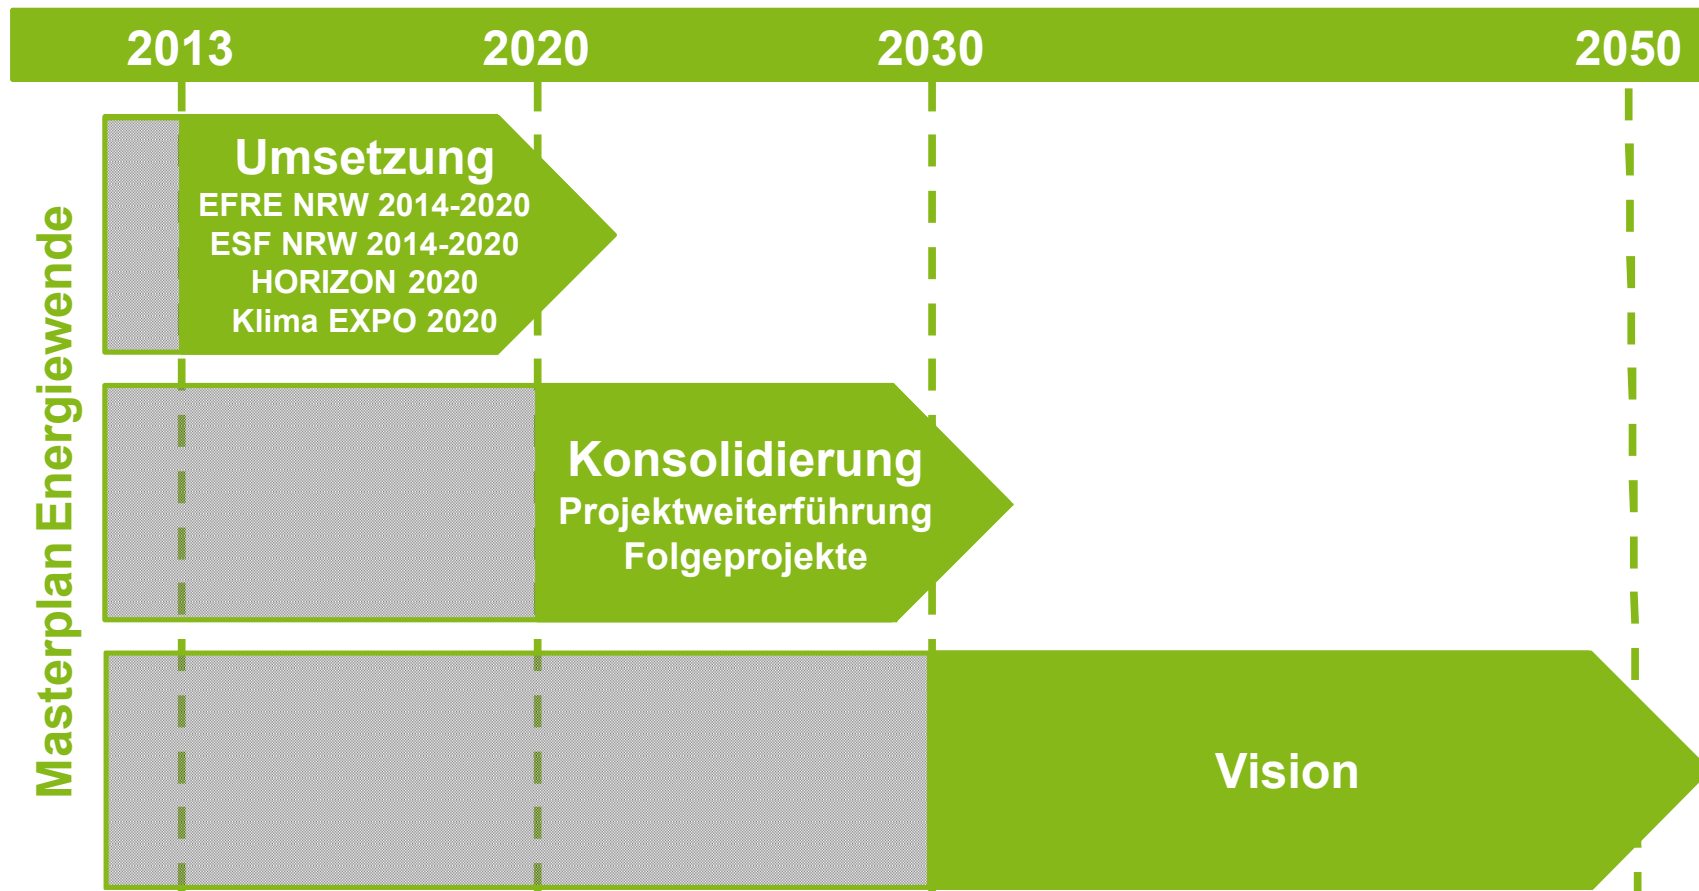 2013 2020 2030 2050
Masterplan Energiewende
Umsetzung
EFRE NRW 2014-2020
ESF NRW 2014-2020
HORIZON 2020
Klima EXPO 2020
Konsolidierung
Projektweiterführung
Folgeprojekte
Vision